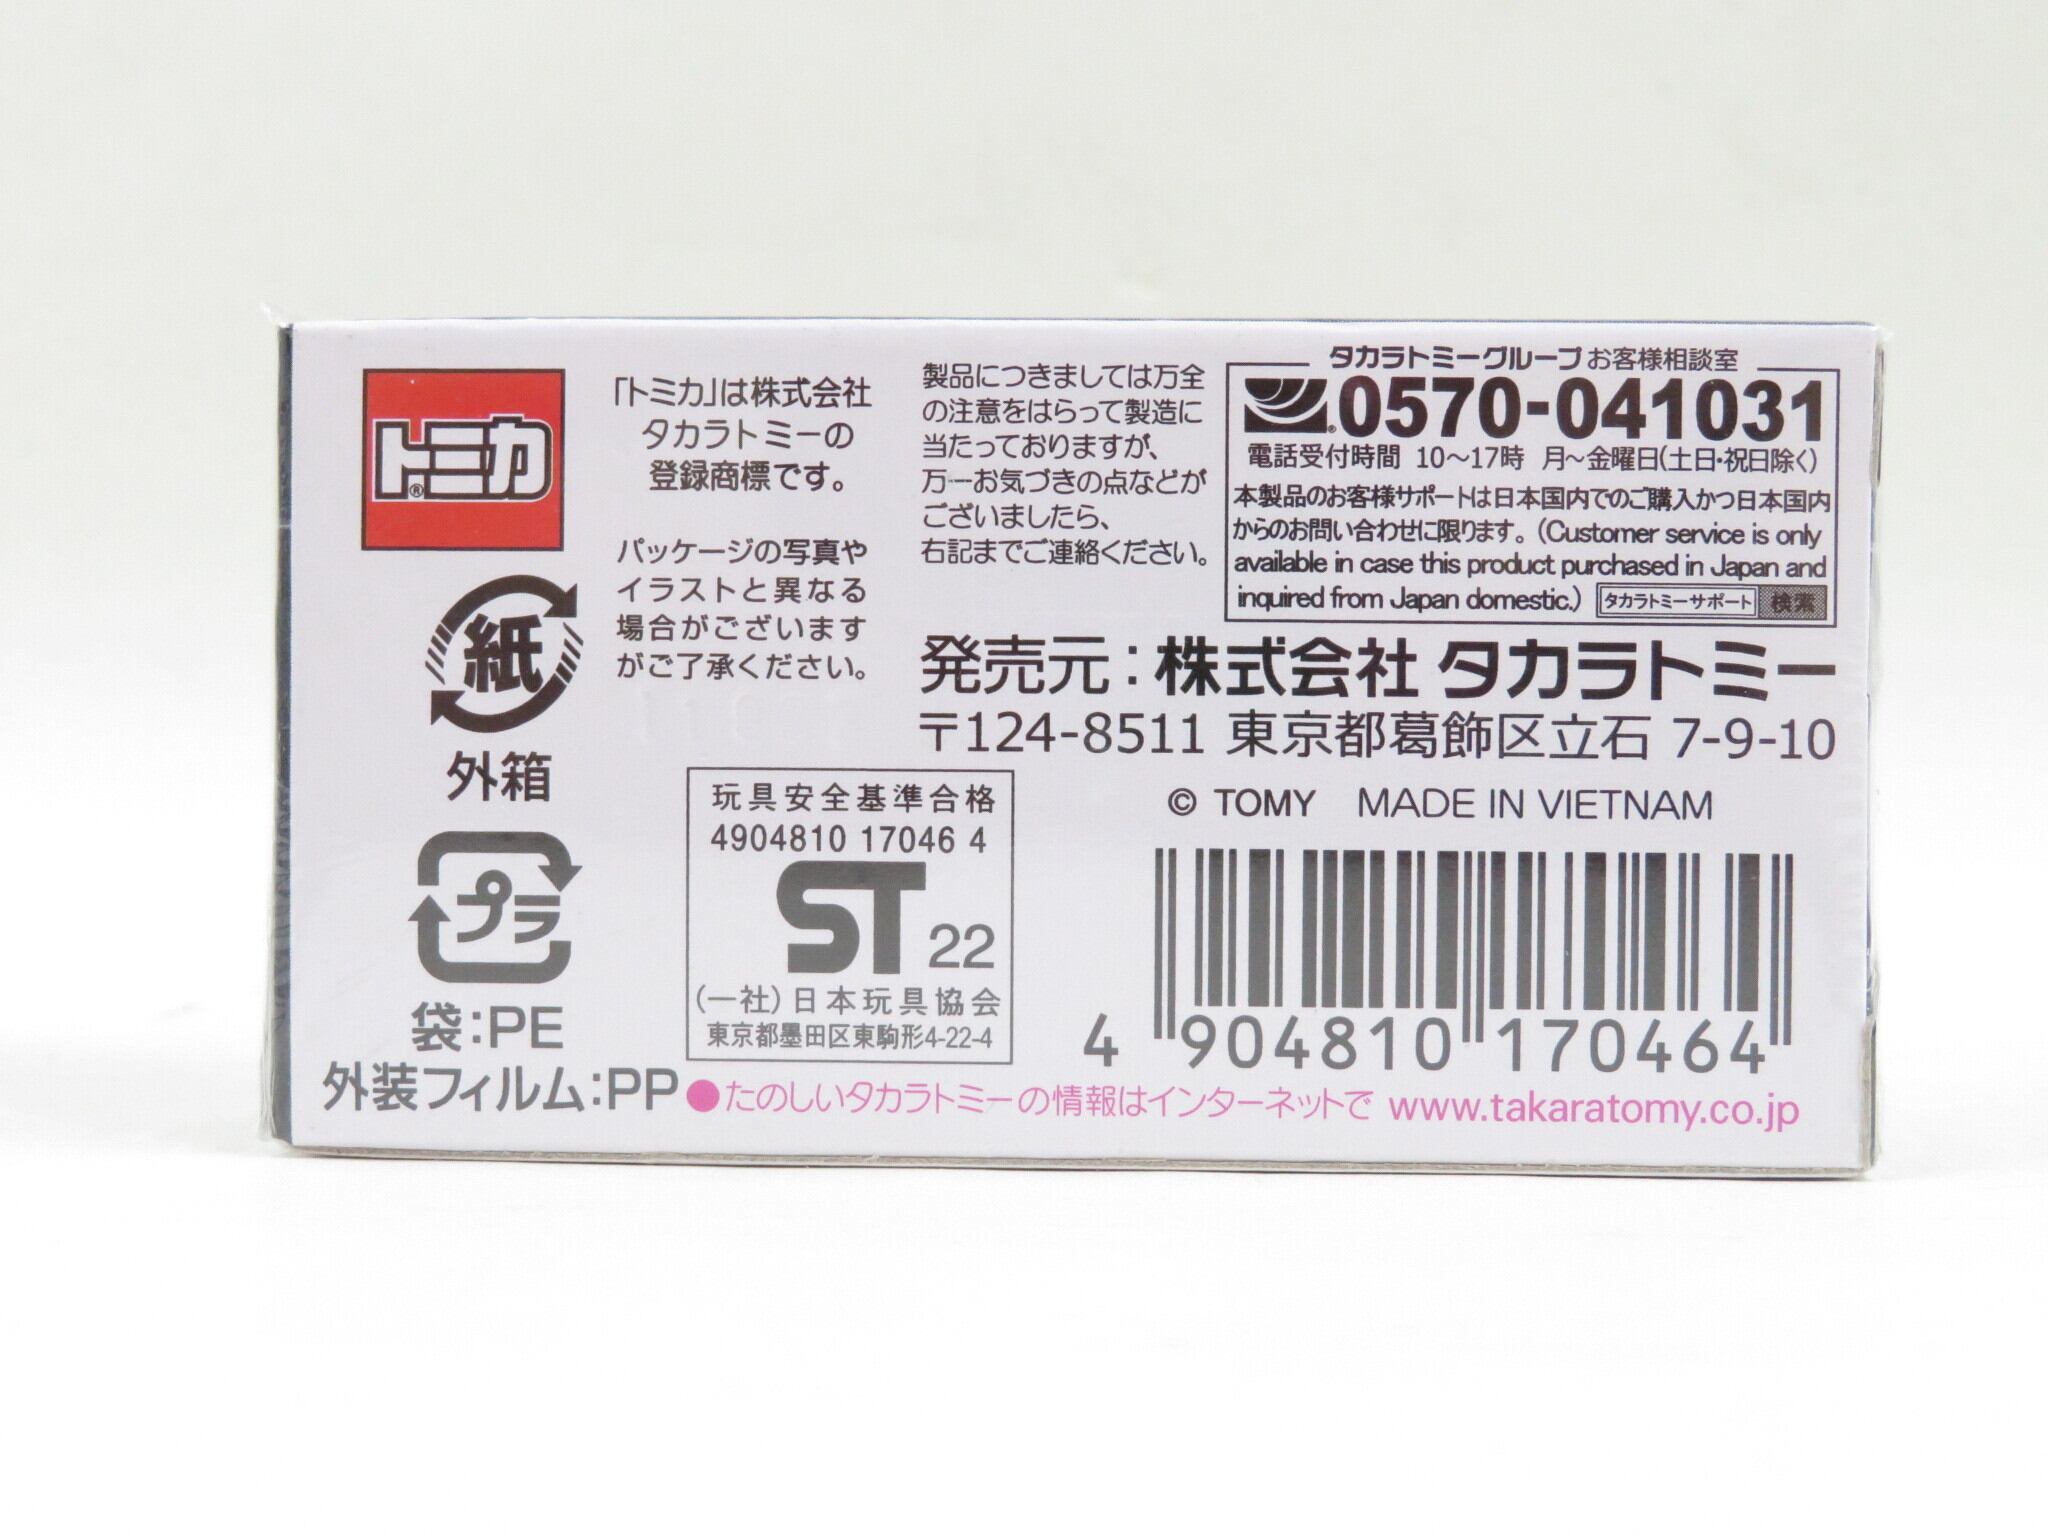 トミカ®
「トミカ」は株式会社
タカラトミーの
登録商標です。
パッケージの写真や
イラストと異なる
場合がございます
がご了承ください。
製品につきましては万全
の注意をはらって製造に
当たっておりますが、
万一お気づきの点などが
ございましたら、
右記までご連絡ください。
タカラトミーグループお客様相談室
0570-041031
電話受付時間 10〜17時 月〜金曜日(土日・祝日除く)
本製品のお客様サポートは日本国内でのご購入かつ日本国内
からのお問い合わせに限ります。(Customer service is only
available in case this product purchased in Japan and
inquired from Japan domestic.) タカラトミーサポート 検索
発売元：株式会社 タカラトミー
〒124-8511 東京都葛飾区立石 7-9-10
© TOMY MADE IN VIETNAM
紙
外箱
プラ
袋：PE
外装フィルム：PP
玩具安全基準合格
4904810 17046 4
ST 22
(一社)日本玩具協会
東京都墨田区東駒形4-22-4
4 904810 170464
●たのしいタカラトミーの情報はインターネットで www.takaratomy.co.jp